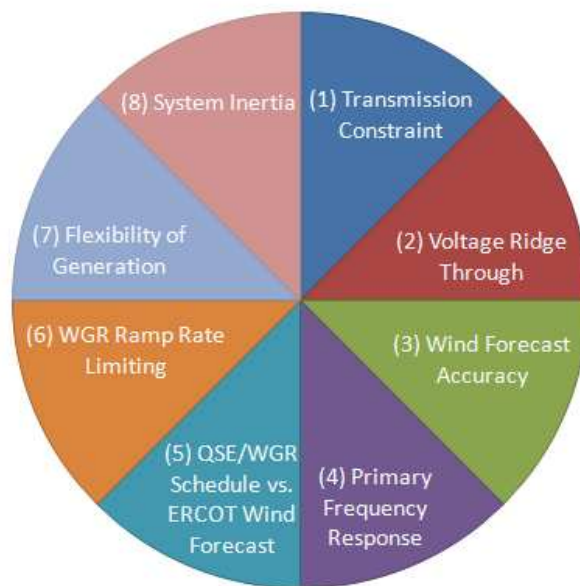 (1) Transmission
Constraint
(2) Voltage Ridge
Through
(3) Wind Forecast
Accuracy
(4) Primary
Frequency
Response
(5) QSE/WGR
Schedule vs.
ERCOT Wind
Forecast
(6) WGR Ramp Rate
Limiting
(7) Flexibility of
Generation
(8) System Inertia